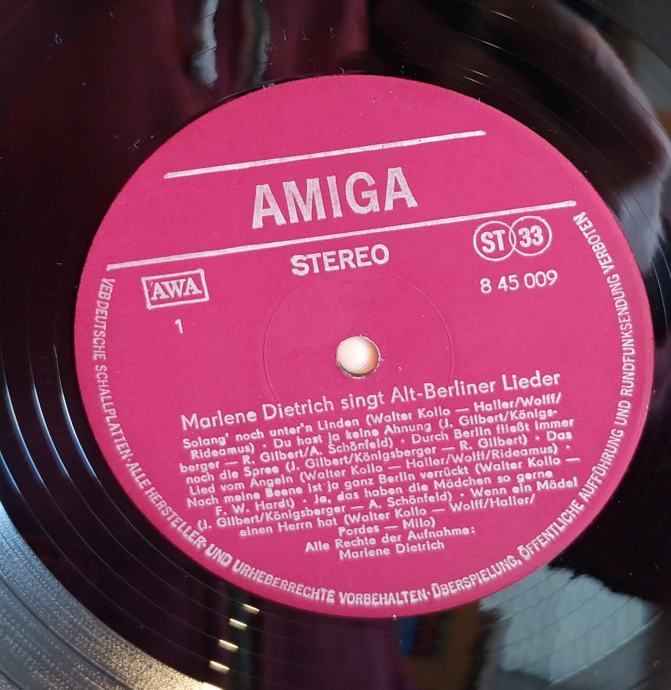 AMIGA
STEREO
ST 33
AWA
8 45 009
1
Marlene Dietrich singt Alt-Berliner Lieder
Solang' noch unter'n Linden (Walter Kollo — Haller/Wolff/
Rideamus) · Du hast ja keine Ahnung (J. Gilbert/Königs-
berger — R. Gilbert/A. Schönfeld) · Durch Berlin fließt immer
noch die Spree (J. Gilbert/Königsberger — R. Gilbert) · Das
Lied vom Angeln (Walter Kollo — Haller/Wolff/Rideamus) ·
Nach meine Beene ist ja ganz Berlin verrückt (Walter Kollo —
F. W. Hardt) · Ja, das haben die Mädchen so gerne
(J. Gilbert/Königsberger — A. Schönfeld) · Wenn ein Mädel
einen Herrn hat (Walter Kollo — Wolff/Haller/
Pordes — Milo)
Alle Rechte der Aufnahme:
Marlene Dietrich
VEB DEUTSCHE SCHALLPLATTEN·ALLE HERSTELLER- UND URHEBERRECHTE VORBEHALTEN·ÜBERSPIELUNG, ÖFFENTLICHE AUFFÜHRUNG UND RUNDFUNKSENDUNG VERBOTEN